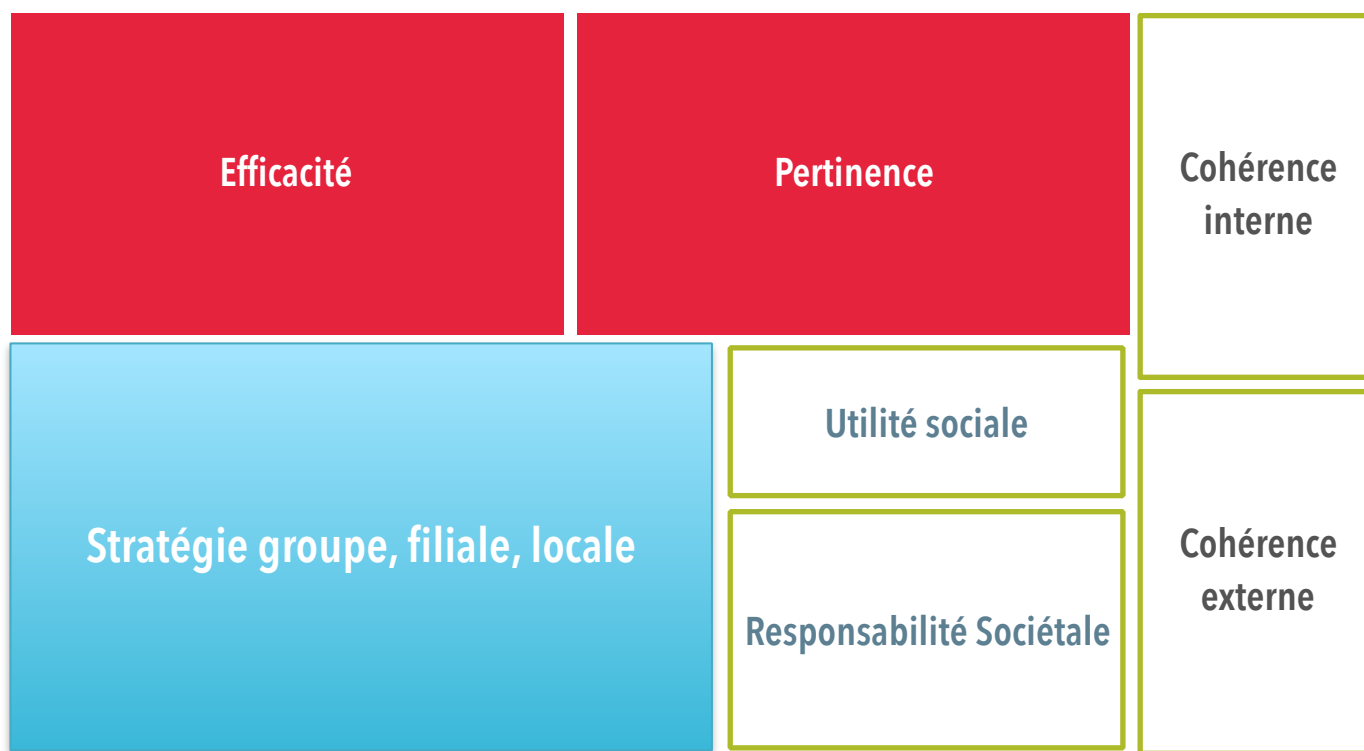 Efficacité
Pertinence
Cohérence
interne
Stratégie groupe, filiale, locale
Utilité sociale
Responsabilité Sociétale
Cohérence
externe